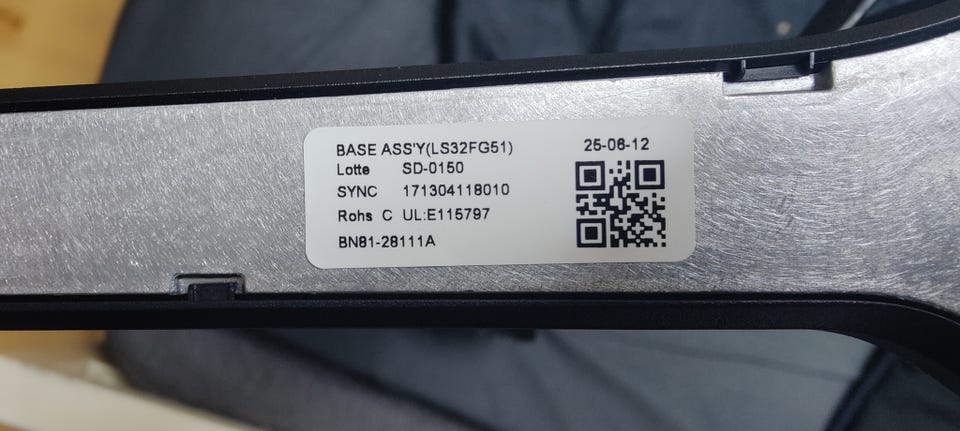 BASE ASS'Y(LS32FG51)
25-06-12
Lotte SD-0150
SYNC 171304118010
Rohs C UL:E115797
BN81-28111A